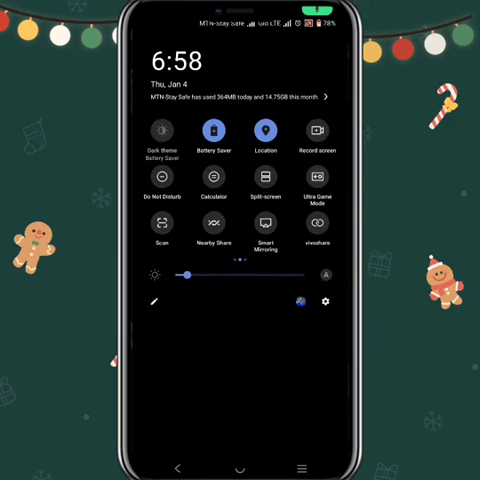 MTN-Stay Safe Glo LTE 78%
6:58
Thu, Jan 4
MTN-Stay Safe has used 364MB today and 14.75GB this month
Dark theme
Battery Saver
Battery Saver
Location
Record screen
Do Not Disturb
Calculator
Split-screen
Ultra Game
Mode
Scan
Nearby Share
Smart
Mirroring
vivoshare
A